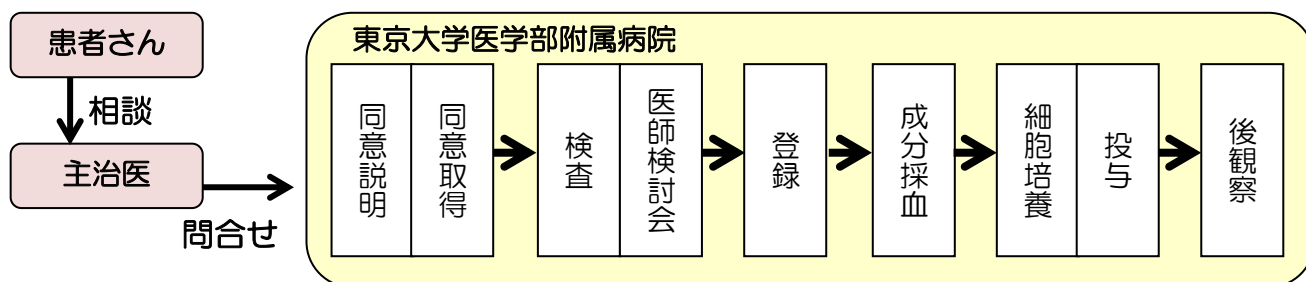 患者さん
相談
主治医
問合せ
東京大学医学部附属病院
同意説明
同意取得
検査
医師検討会
登録
成分採血
細胞培養
投与
後観察